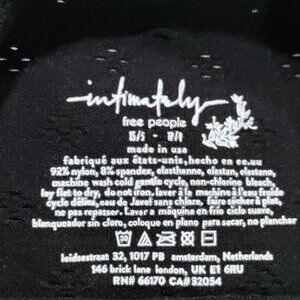 intimately
free people
XS/S - TP/P
made in usa
fabriqué aux états-unis, hecho en ee.uu
92% nylon, 8% spandex, elasthanne, elastan, elastano,
machine wash cold gentle cycle, non-chlorine bleach,
lay flat to dry, do not iron, laver à la machine à l'eau froide
cycle délica, eau de Javel sans chlore, faire sécher à plat,
ne pas repasser. Lavar a máquina en frío ciclo suave,
blanqueador sin cloro, coloque en plano para secar, no planchar
30
leidsestraat 32, 1017 PB amsterdam, Netherlands
146 brick lane london, UK E1 6RU
RN# 66170 CA# 32054